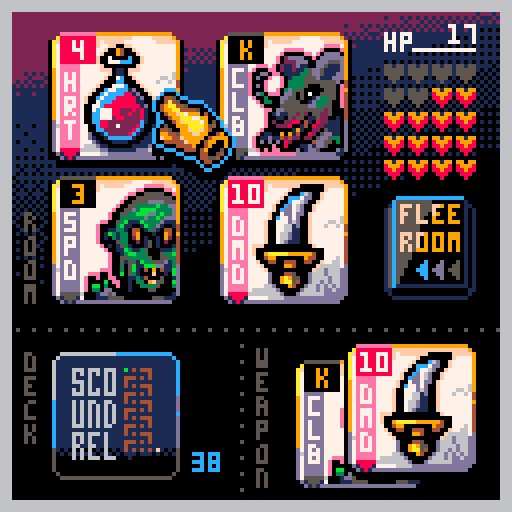 HP 17
4 HRT
K CLB
3 SPD
10 DMD
FLEE
ROOM
ROOM
DECK
SCO
UND
REL
38
WEAPON
K CLB
10 DMD